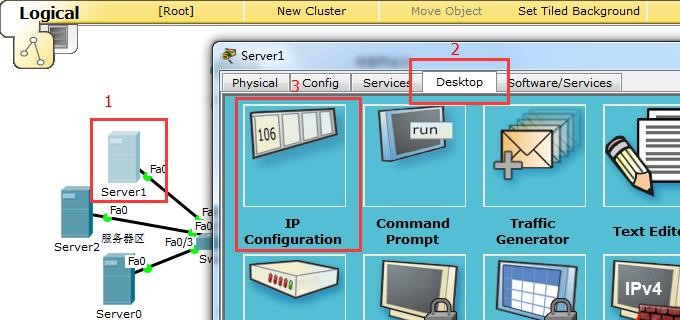 Logical
[Root]
New Cluster
Move Object
Set Tiled Background
Server1
2
Physical
Config
Services
Desktop
Software/Services
1
3
106
run
IP
Configuration
Command
Prompt
Traffic
Generator
Text Edit
Fa0
Server1
Fa0
Fa
Server2
服务器区
Fa0/3
Fa
Sw
Fa0
Server0
IPv4